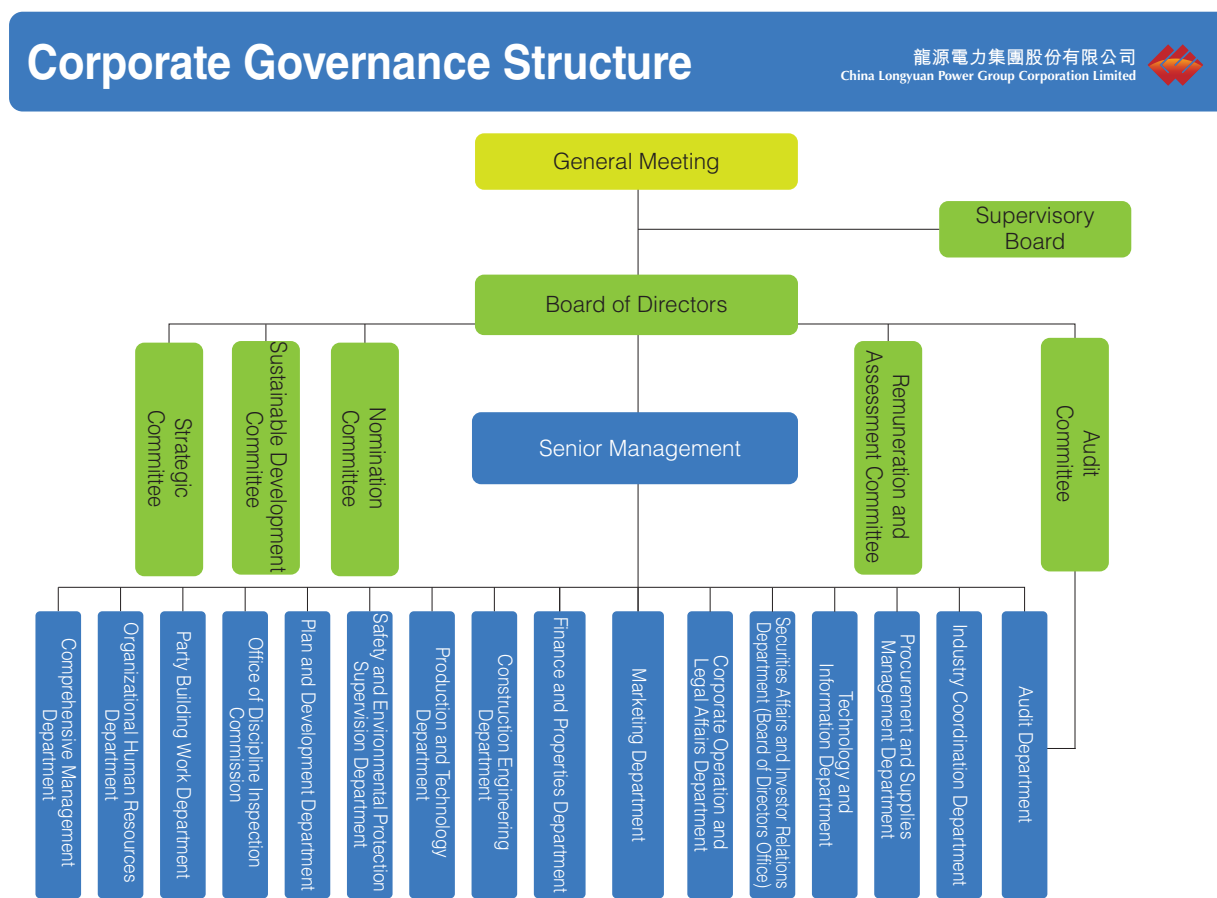 Corporate Governance Structure
龍源電力集團股份有限公司
China Longyuan Power Group Corporation Limited
General Meeting
Supervisory
Board
Board of Directors
Strategic
Committee
Sustainable Development
Committee
Nomination
Committee
Senior Management
Remuneration and
Assessment Committee
Audit
Committee
Comprehensive Management
Department
Organizational Human Resources
Department
Party Building Work Department
Office of Discipline Inspection
Commission
Plan and Development Department
Safety and Environmental Protection
Supervision Department
Production and Technology
Department
Construction Engineering
Department
Finance and Properties Department
Marketing Department
Corporate Operation and
Legal Affairs Department
Securities Affairs and Investor Relations
Department (Board of Directors Office)
Technology and
Information Department
Procurement and Supplies
Management Department
Industry Coordination Department
Audit Department